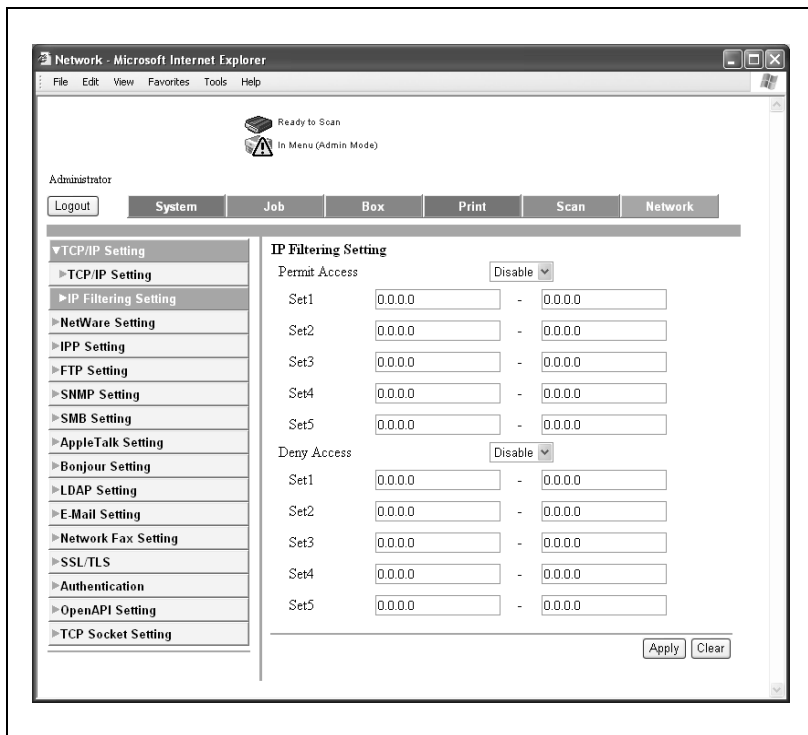 Network - Microsoft Internet Explorer
File Edit View Favorites Tools Help
Ready to Scan
In Menu (Admin Mode)
Administrator
Logout System Job Box Print Scan Network
▼TCP/IP Setting
▶TCP/IP Setting
▶IP Filtering Setting
▶NetWare Setting
▶IPP Setting
▶FTP Setting
▶SNMP Setting
▶SMB Setting
▶AppleTalk Setting
▶Bonjour Setting
▶LDAP Setting
▶E-Mail Setting
▶Network Fax Setting
▶SSL/TLS
▶Authentication
▶OpenAPI Setting
▶TCP Socket Setting
IP Filtering Setting
Permit Access Disable
Set1 0.0.0.0 - 0.0.0.0
Set2 0.0.0.0 - 0.0.0.0
Set3 0.0.0.0 - 0.0.0.0
Set4 0.0.0.0 - 0.0.0.0
Set5 0.0.0.0 - 0.0.0.0
Deny Access Disable
Set1 0.0.0.0 - 0.0.0.0
Set2 0.0.0.0 - 0.0.0.0
Set3 0.0.0.0 - 0.0.0.0
Set4 0.0.0.0 - 0.0.0.0
Set5 0.0.0.0 - 0.0.0.0
Apply Clear